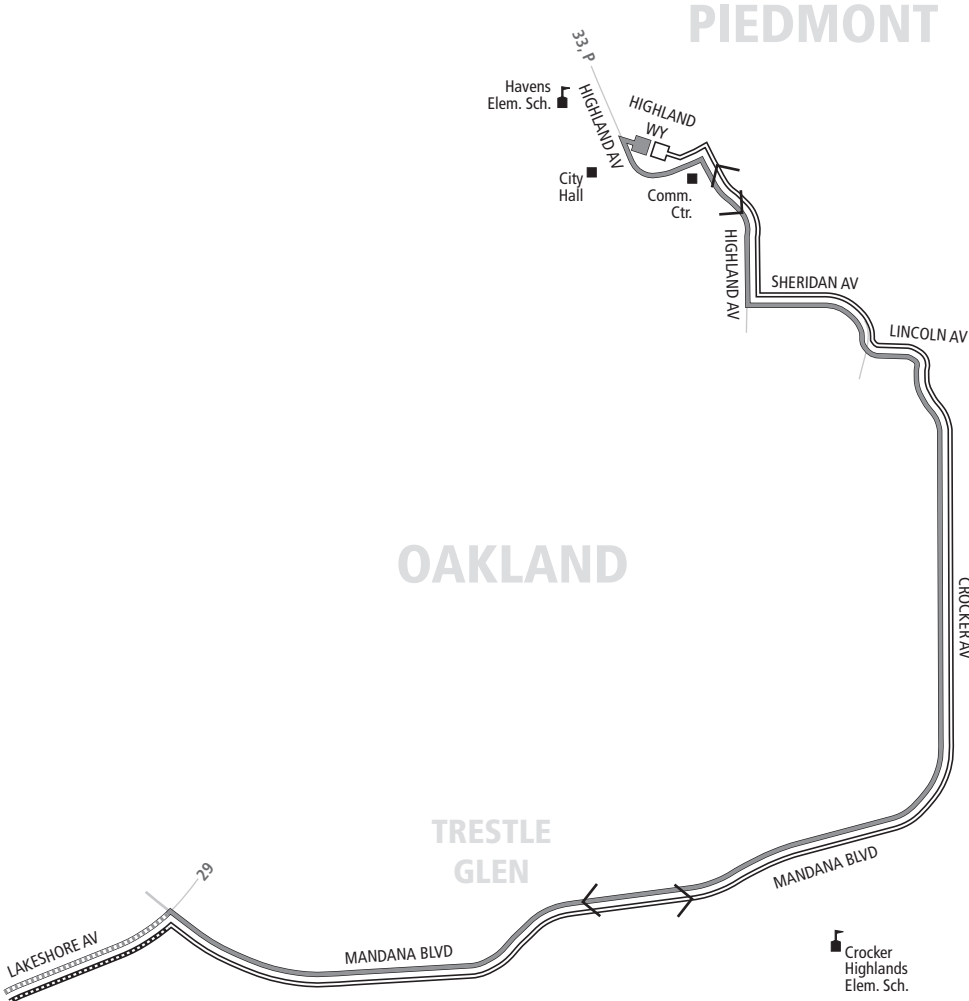 PIEDMONT
33, P
Havens
Elem. Sch.
HIGHLAND AV
HIGHLAND
WY
City
Hall
Comm.
Ctr.
HIGHLAND AV
SHERIDAN AV
LINCOLN AV
OAKLAND
CROCKER AV
TRESTLE
GLEN
29
MANDANA BLVD
LAKESHORE AV
MANDANA BLVD
Crocker
Highlands
Elem. Sch.